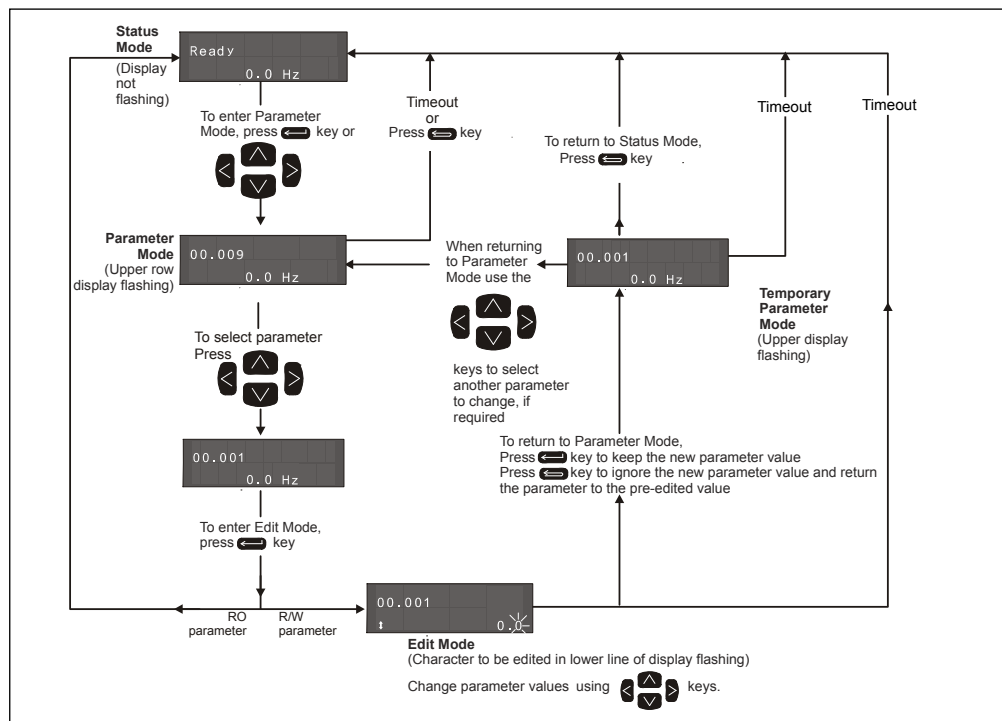 Status
Mode
(Display
not
flashing)
Ready
0.0 Hz
To enter Parameter
Mode, press key or
Timeout
or
Press key
To return to Status Mode,
Press key
Timeout
Timeout
Parameter
Mode
(Upper row
display flashing)
00.009
0.0 Hz
When returning
to Parameter
Mode use the
keys to select
another parameter
to change, if
required
00.001
0.0 Hz
Temporary
Parameter
Mode
(Upper display
flashing)
To select parameter
Press
00.001
0.0 Hz
To return to Parameter Mode,
Press key to keep the new parameter value
Press key to ignore the new parameter value and return
the parameter to the pre-edited value
To enter Edit Mode,
press key
RO
parameter
R/W
parameter
00.001
0.0
Edit Mode
(Character to be edited in lower line of display flashing)
Change parameter values using keys.